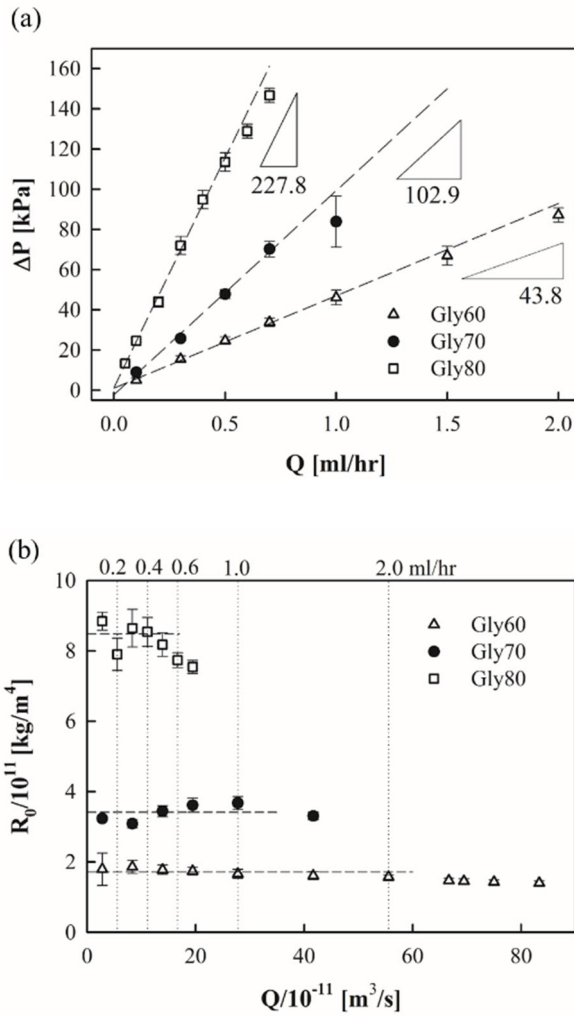 (a)
ΔP [kPa]
160
140
120
100
80
60
40
20
0
227.8
102.9
43.8
Gly60
Gly70
Gly80
0.0 0.5 1.0 1.5 2.0
Q [ml/hr]
(b)
0.2 0.4 0.6 1.0 2.0 ml/hr
R₀/10¹¹ [kg/m⁴]
10
8
6
4
2
0
Gly60
Gly70
Gly80
0 20 40 60 80
Q/10⁻¹¹ [m³/s]